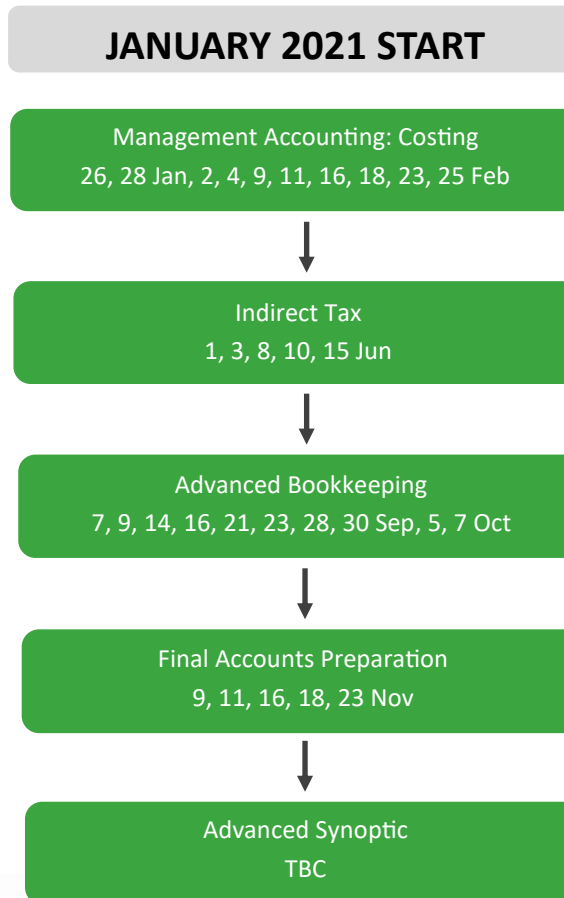 JANUARY 2021 START
Management Accounting: Costing
26, 28 Jan, 2, 4, 9, 11, 16, 18, 23, 25 Feb
Indirect Tax
1, 3, 8, 10, 15 Jun
Advanced Bookkeeping
7, 9, 14, 16, 21, 23, 28, 30 Sep, 5, 7 Oct
Final Accounts Preparation
9, 11, 16, 18, 23 Nov
Advanced Synoptic
TBC